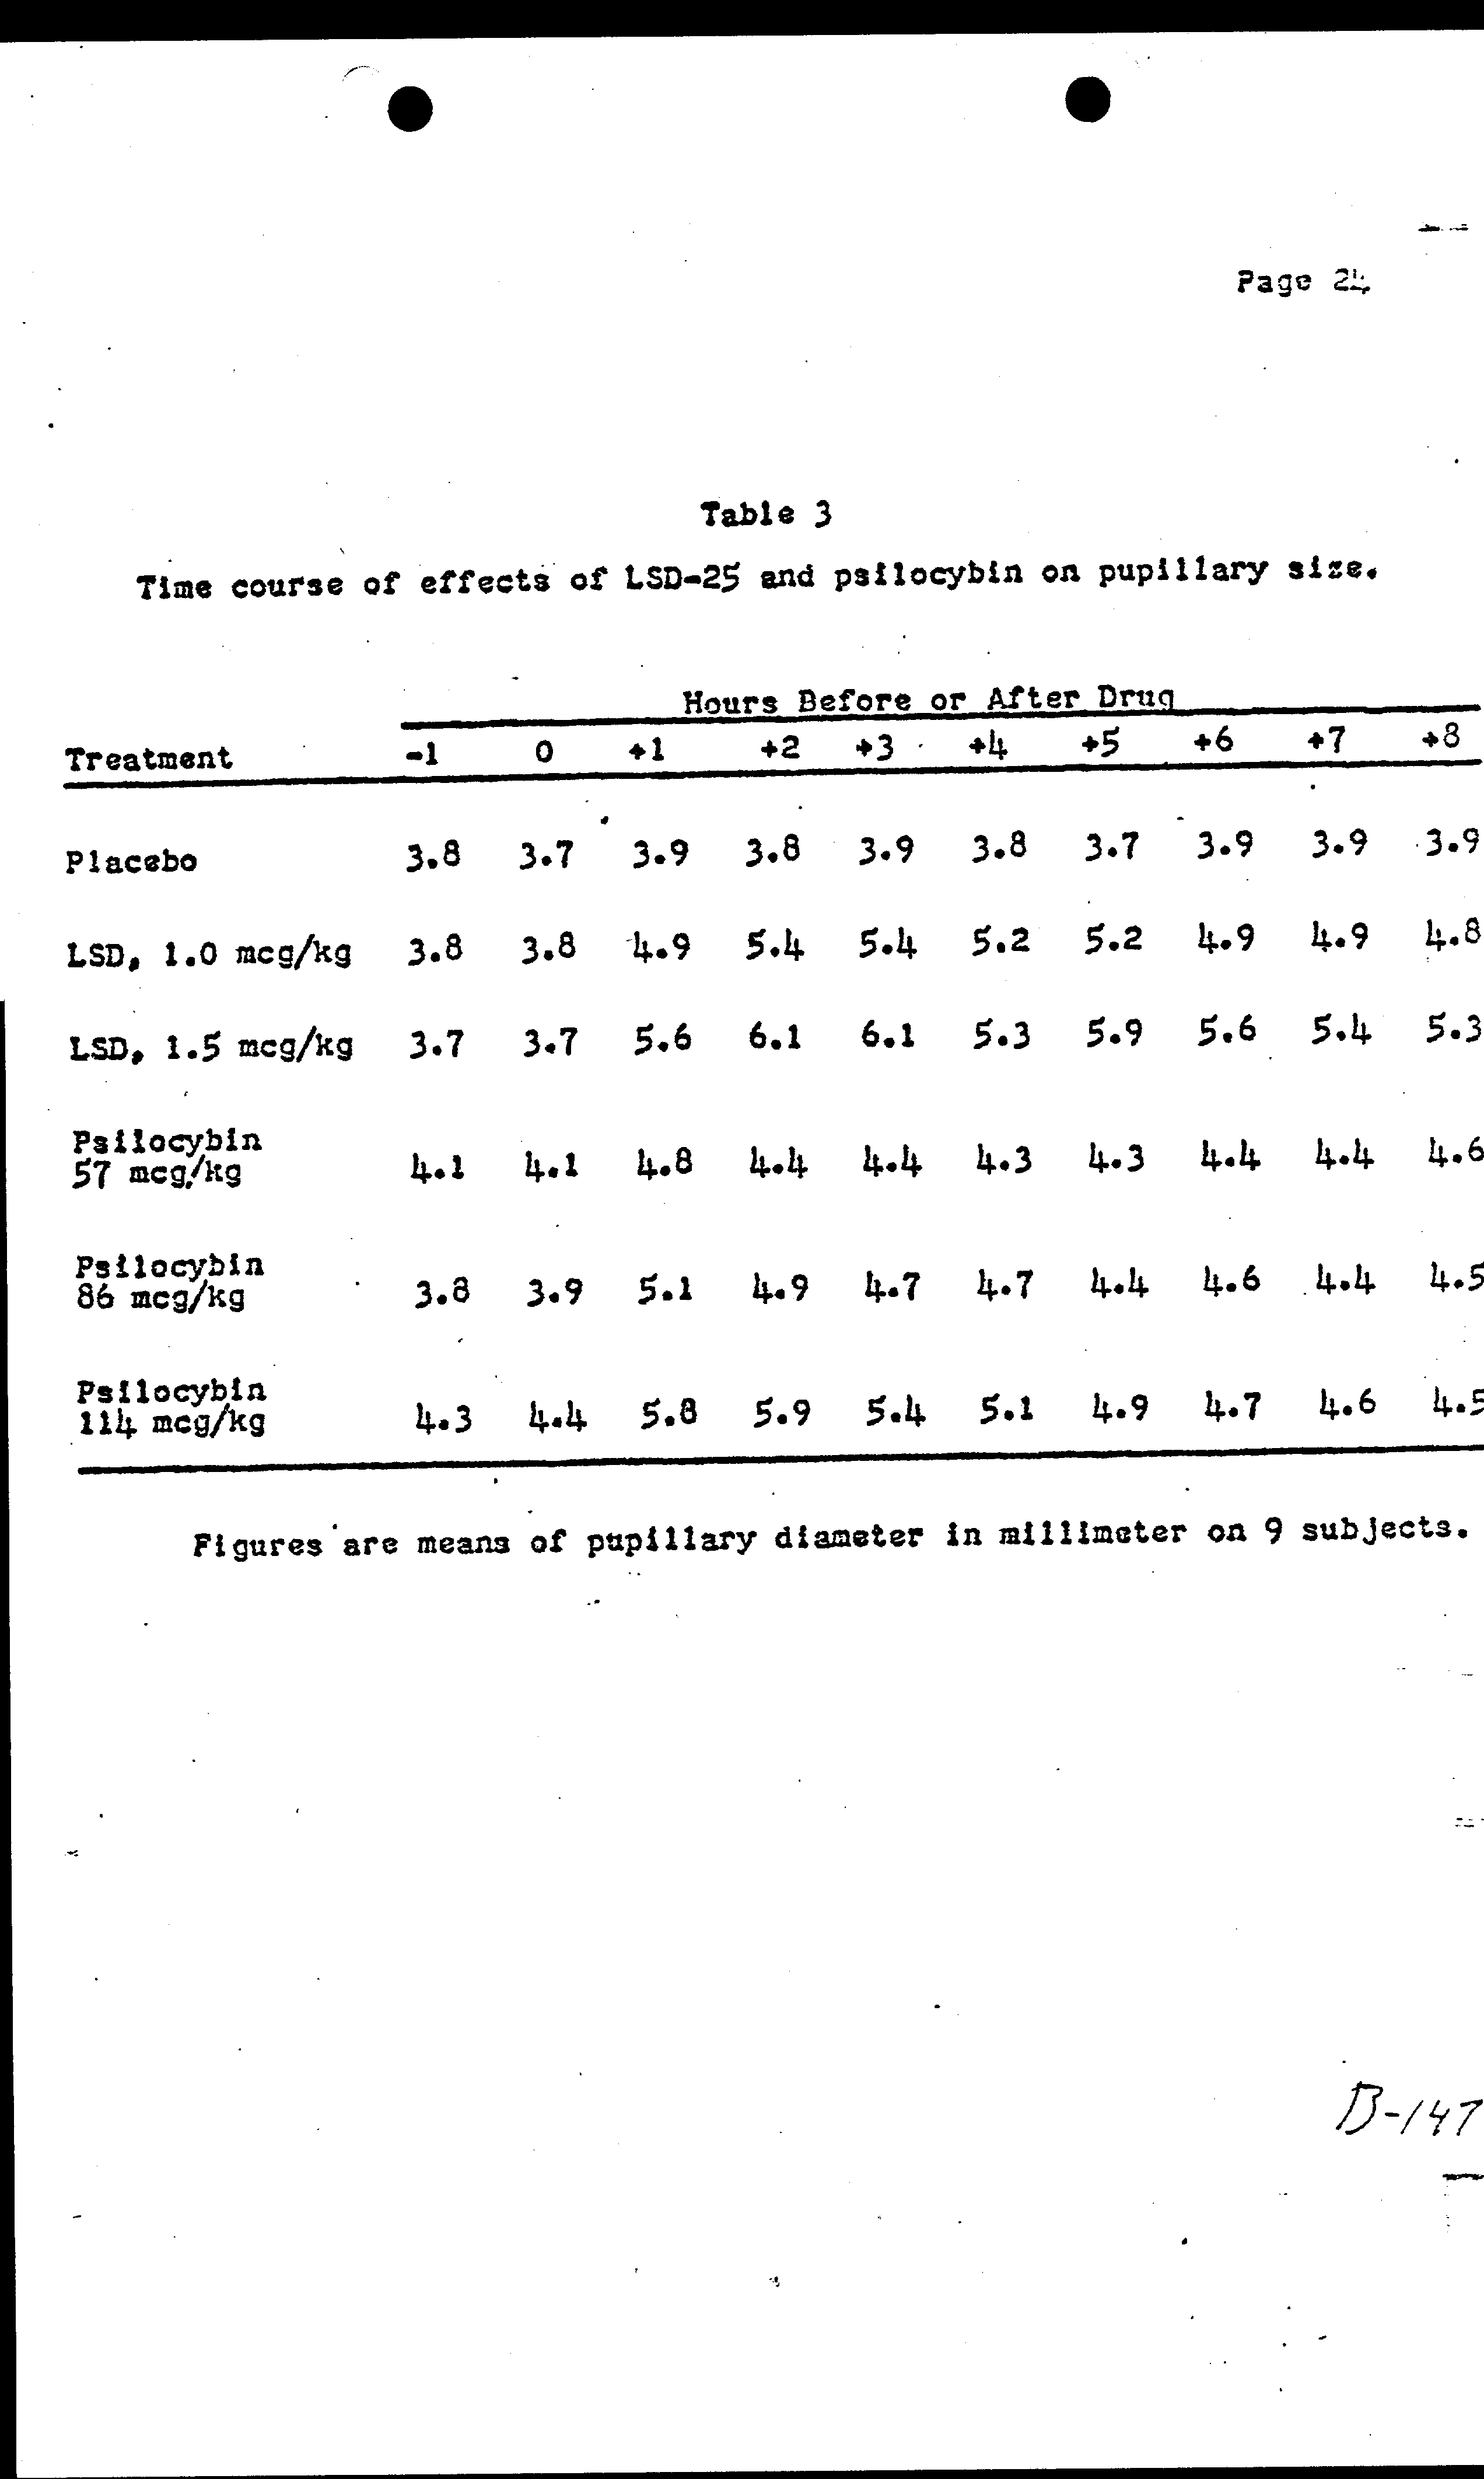 Page 24
Table 3
Time course of effects of LSD-25 and psilocybin on pupillary size.
Hours Before or After Drug
Treatment -1 0 +1 +2 +3 +4 +5 +6 +7 +8
Placebo 3.8 3.7 3.9 3.8 3.9 3.8 3.7 3.9 3.9 3.9
LSD, 1.0 mcg/kg 3.8 3.8 4.9 5.4 5.4 5.2 5.2 4.9 4.9 4.8
LSD, 1.5 mcg/kg 3.7 3.7 5.6 6.1 6.1 5.3 5.9 5.6 5.4 5.3
Psilocybin
57 mcg/kg 4.1 4.1 4.8 4.4 4.4 4.3 4.3 4.4 4.4 4.6
Psilocybin
86 mcg/kg 3.8 3.9 5.1 4.9 4.7 4.7 4.4 4.6 4.4 4.5
Psilocybin
114 mcg/kg 4.3 4.4 5.8 5.9 5.4 5.1 4.9 4.7 4.6 4.5
Figures are means of pupillary diameter in millimeter on 9 subjects.
B-147